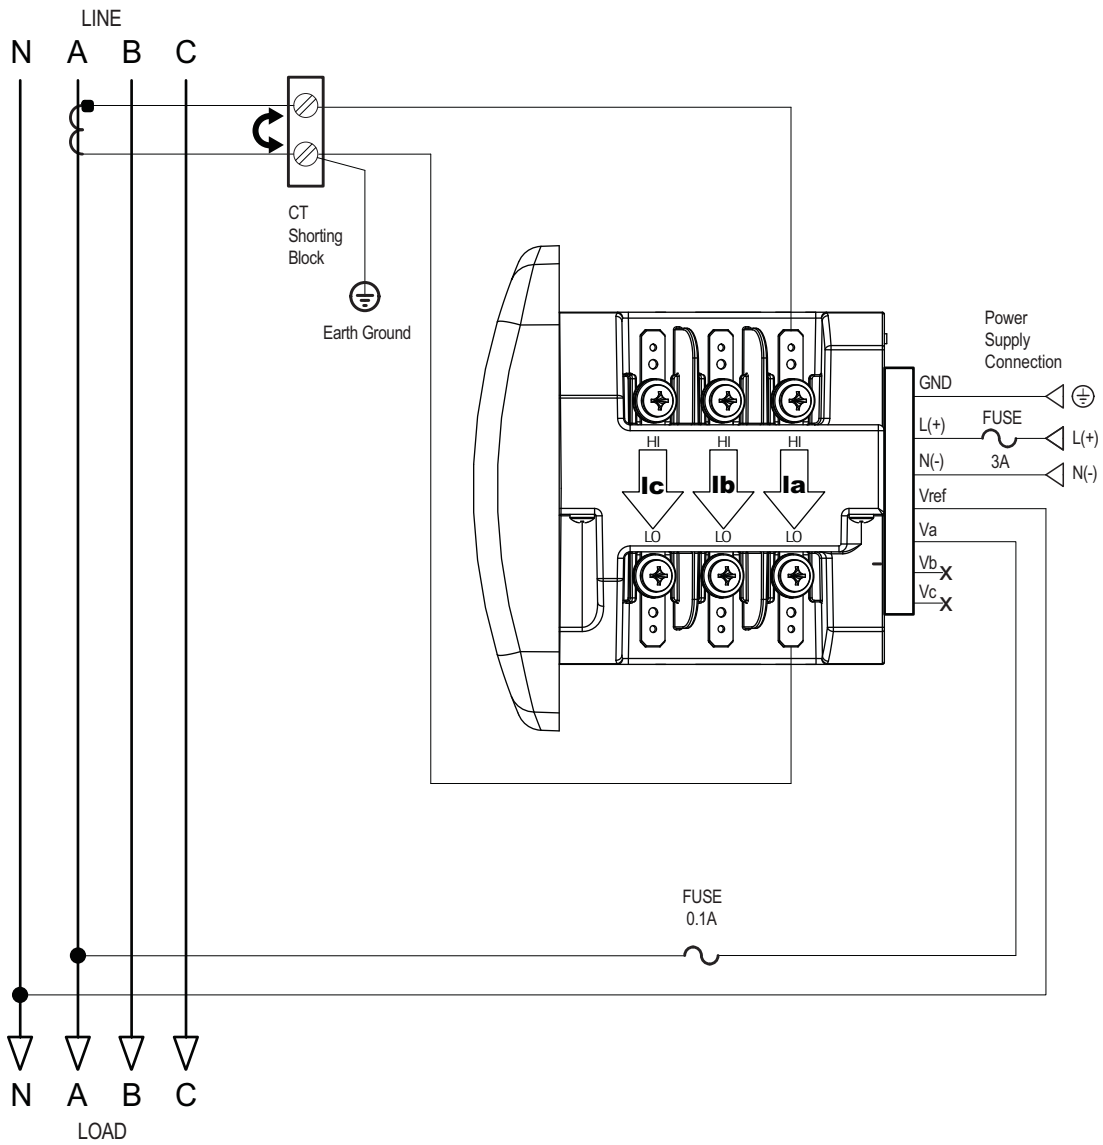 LINE
N A B C
CT
Shorting
Block
Earth Ground
Power
Supply
Connection
GND
L(+)
FUSE
3A
L(+)
N(-)
N(-)
Vref
Va
Vb X
Vc X
HI HI HI
Ic Ib Ia
LO LO LO
FUSE
0.1A
N A B C
LOAD